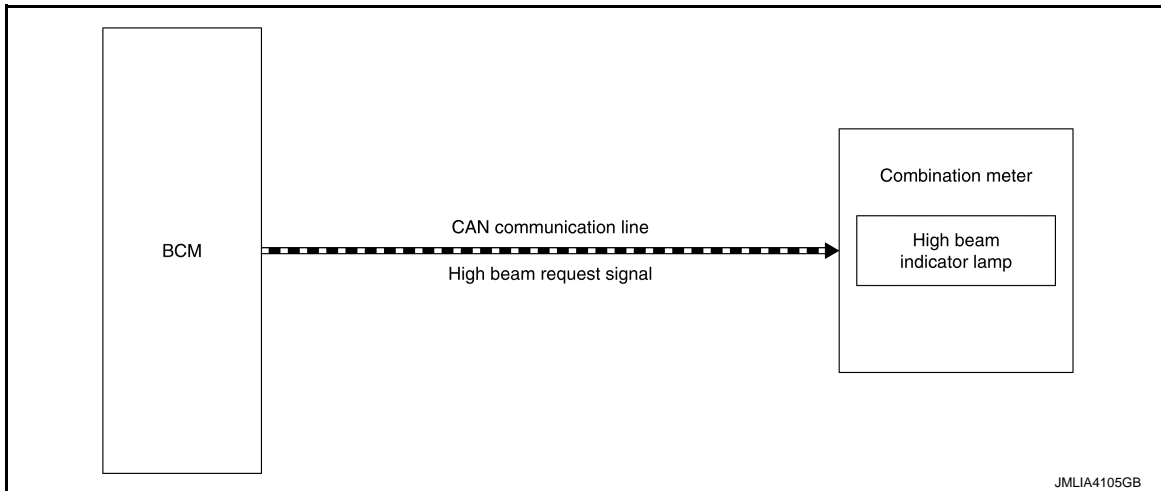 BCM
CAN communication line
High beam request signal
Combination meter
High beam
indicator lamp
JMLIA4105GB